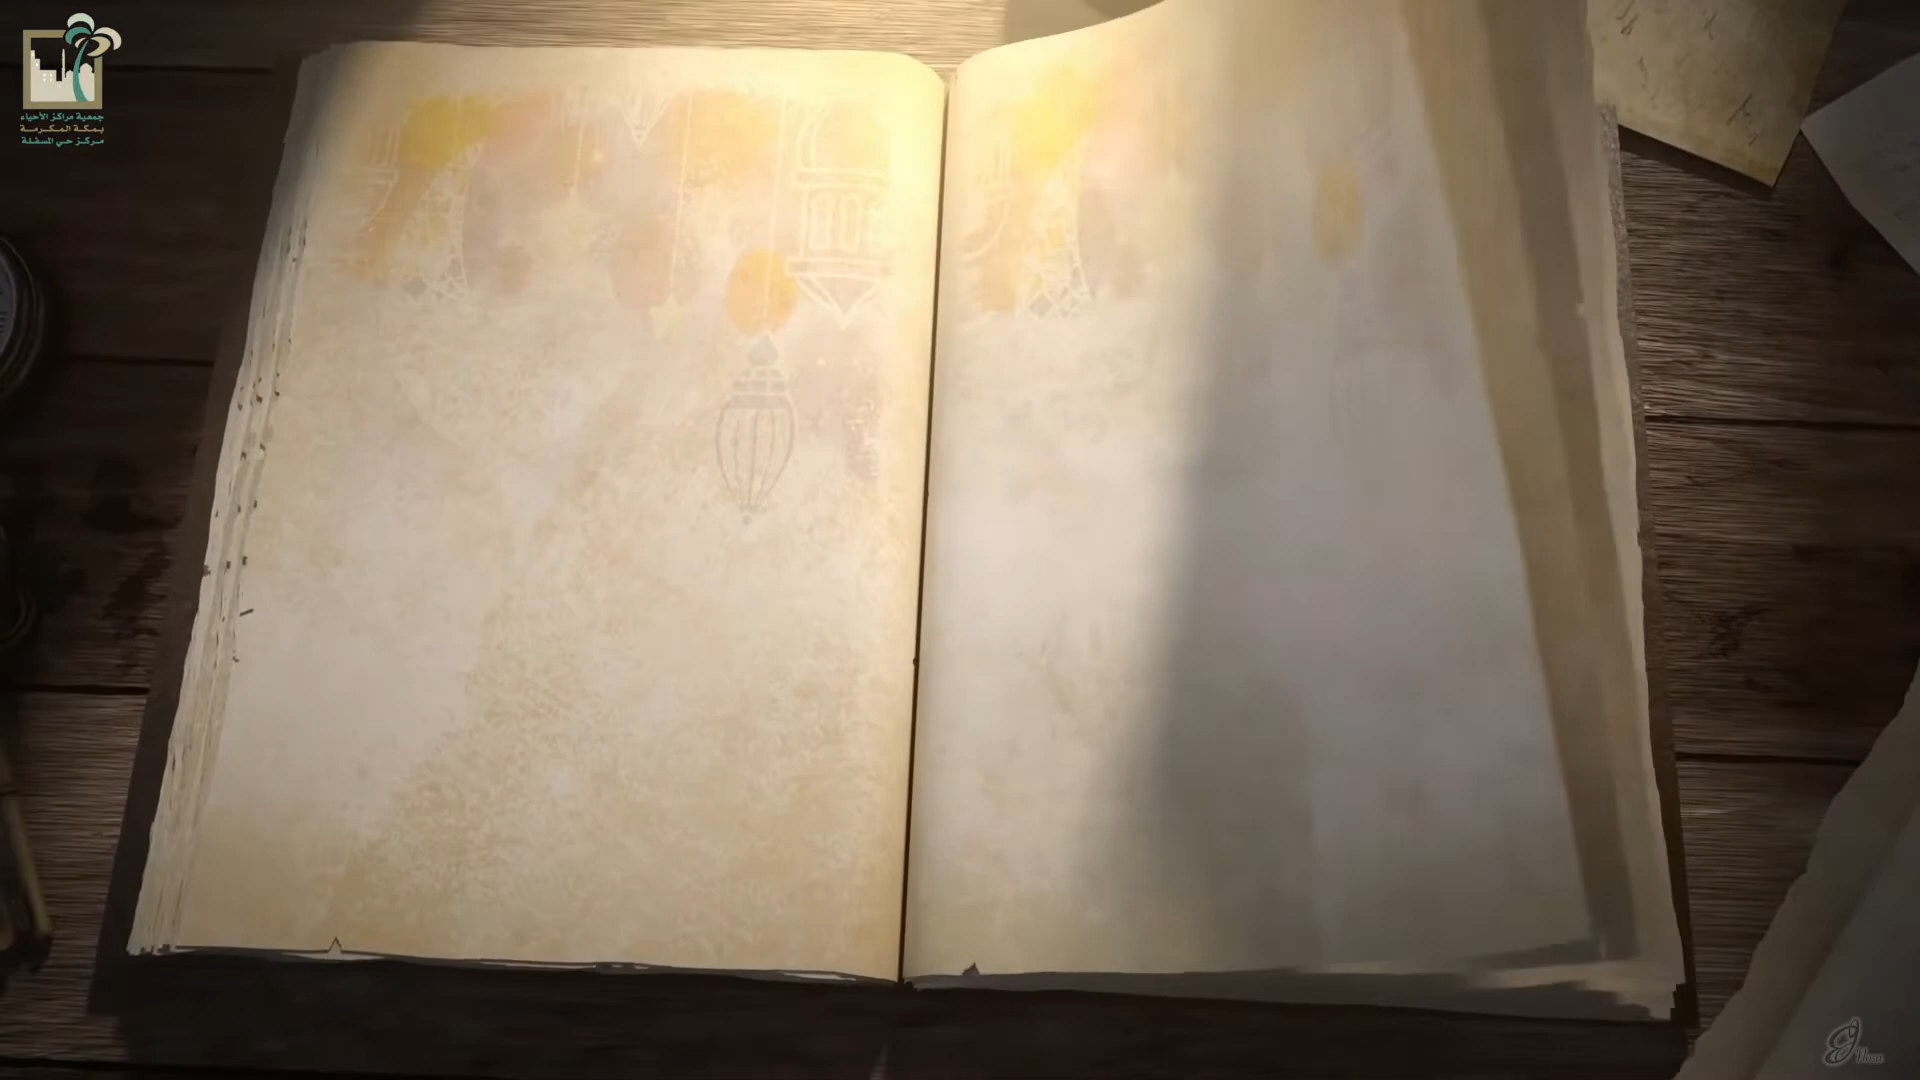 جمعية مراكز الأحياء
بمكة المكرمة
مركز حي المسفلة